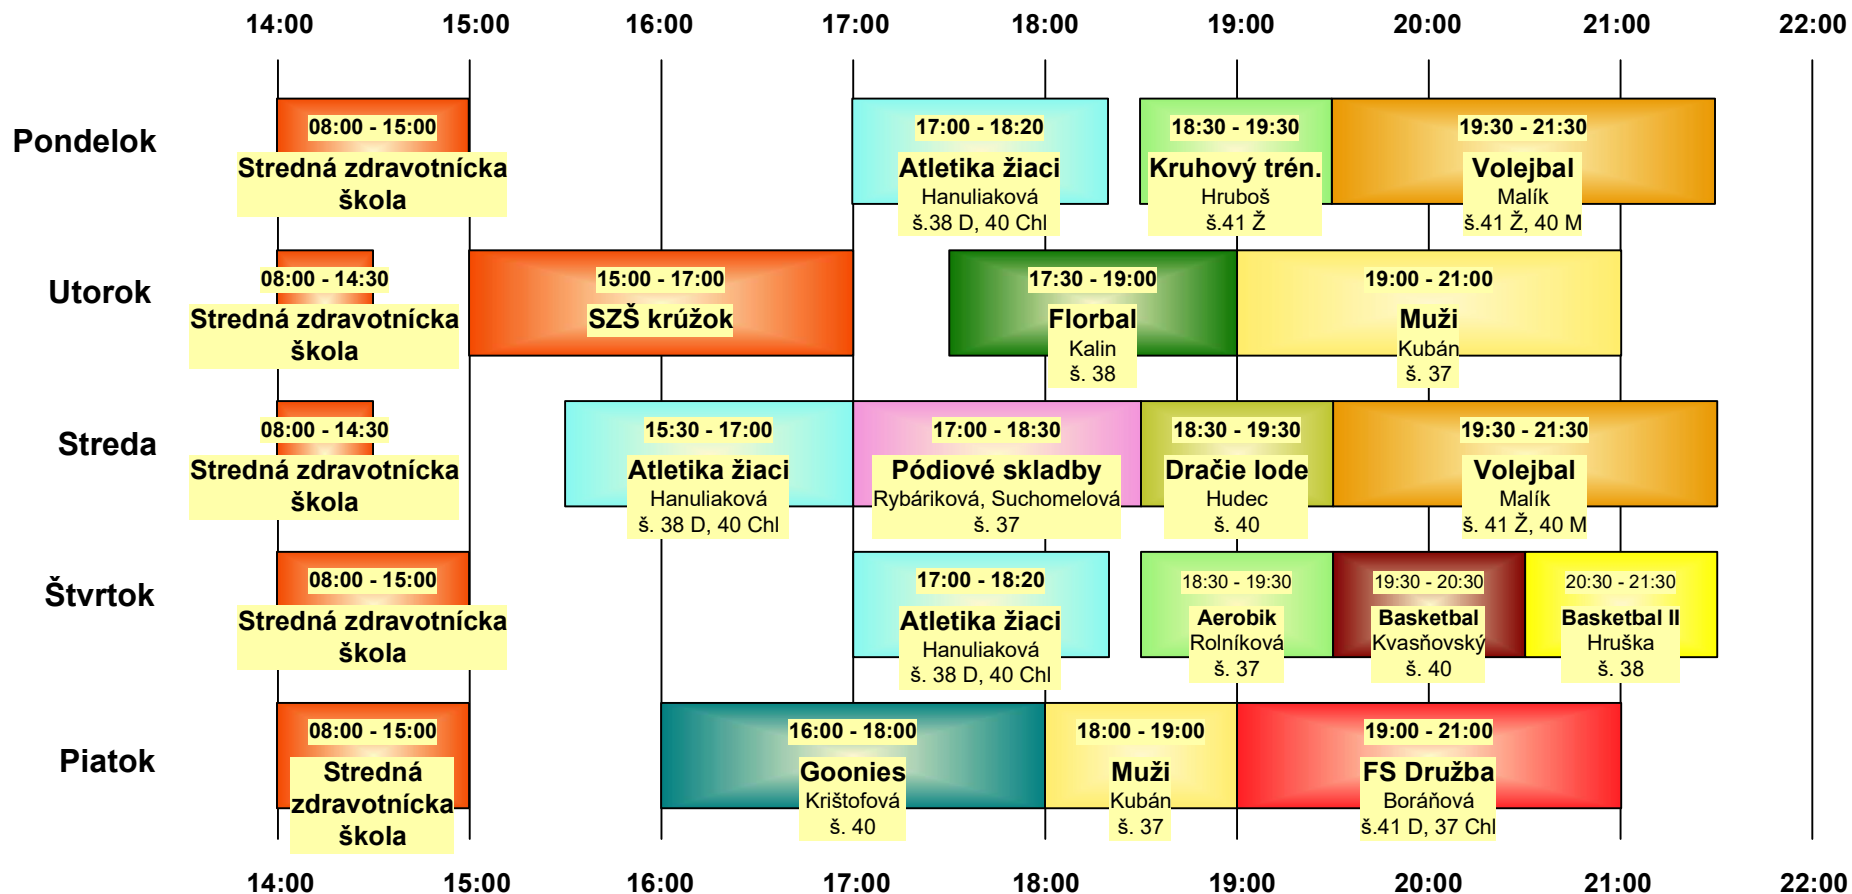 14:00 15:00 16:00 17:00 18:00 19:00 20:00 21:00 22:00
Pondelok
08:00 - 15:00
Stredná zdravotnícka
škola
17:00 - 18:20
Atletika žiaci
Hanuliaková
š.38 D, 40 Chl
18:30 - 19:30
Kruhový trén.
Hruboš
š.41 Ž
19:30 - 21:30
Volejbal
Malík
š.41 Ž, 40 M
Utorok
08:00 - 14:30
Stredná zdravotnícka
škola
15:00 - 17:00
SZŠ krúžok
17:30 - 19:00
Florbal
Kalin
š. 38
19:00 - 21:00
Muži
Kubán
š. 37
Streda
08:00 - 14:30
Stredná zdravotnícka
škola
15:30 - 17:00
Atletika žiaci
Hanuliaková
š. 38 D, 40 Chl
17:00 - 18:30
Pódiové skladby
Rybáriková, Suchomelová
š. 37
18:30 - 19:30
Dračie lode
Hudec
š. 40
19:30 - 21:30
Volejbal
Malík
š. 41 Ž, 40 M
Štvrtok
08:00 - 15:00
Stredná zdravotnícka
škola
17:00 - 18:20
Atletika žiaci
Hanuliaková
š. 38 D, 40 Chl
18:30 - 19:30
Aerobik
Rolníková
š. 37
19:30 - 20:30
Basketbal
Kvasňovský
š. 40
20:30 - 21:30
Basketbal II
Hruška
š. 38
Piatok
08:00 - 15:00
Stredná
zdravotnícka
škola
16:00 - 18:00
Goonies
Krištofová
š. 40
18:00 - 19:00
Muži
Kubán
š. 37
19:00 - 21:00
FS Družba
Boráňová
š.41 D, 37 Chl
14:00 15:00 16:00 17:00 18:00 19:00 20:00 21:00 22:00